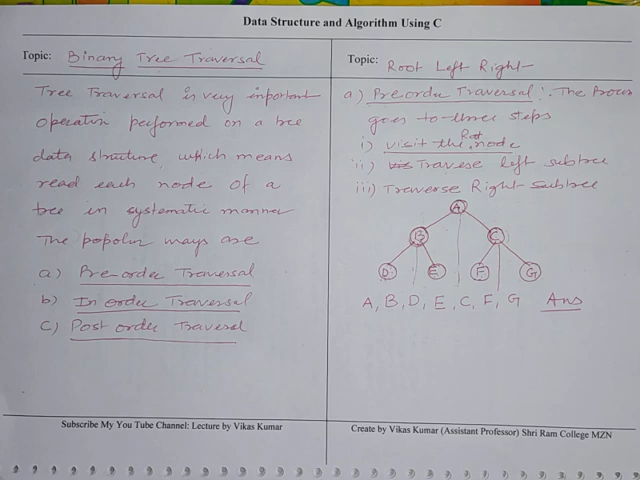 Data Structure and Algorithm Using C
Topic: Binary Tree Traversal
Tree Traversal is very important
operation performed on a tree
data structure, which means
read each node of a
tree in systematic manner
The popular ways are
a) Pre-order Traversal
b) In order Traversal
c) Post order Traversal
Topic: Root Left Right
a) Preorder Traversal :- The Process
goes to three steps
i) visit the Root node
ii) Travese left subtree
iii) Traverse Right subtree
A
B C
D E F G
A, B, D, E, C, F, G Ans
Subscribe My You Tube Channel: Lecture by Vikas Kumar
Create by Vikas Kumar (Assistant Professor) Shri Ram College MZN